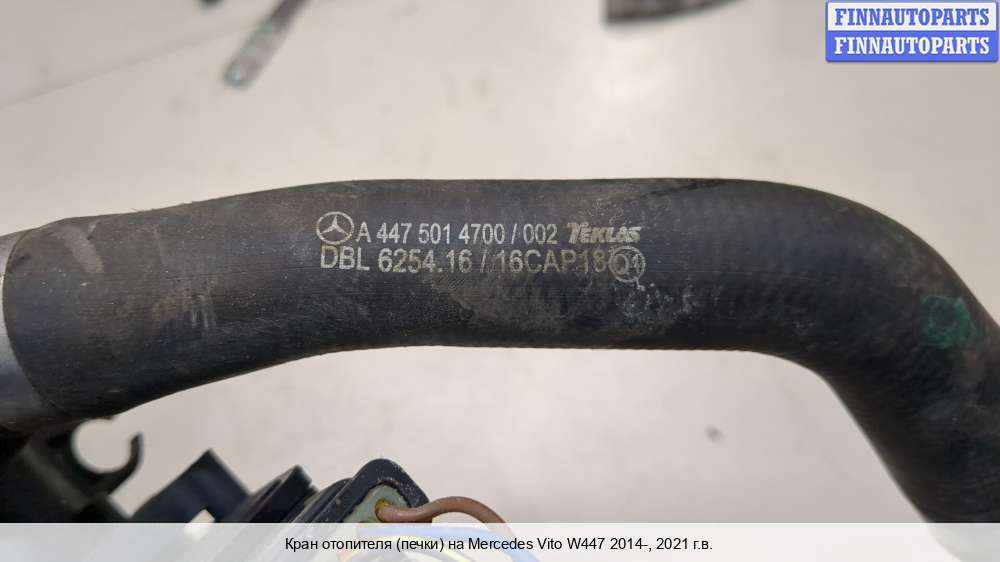 FINNAUTOPARTS
FINNAUTOPARTS
A 447 501 4700 / 002 TEKLAS
DBL 6254.16 / 16CAP18 Q1
Кран отопителя (печки) на Mercedes Vito W447 2014-, 2021 г.в.